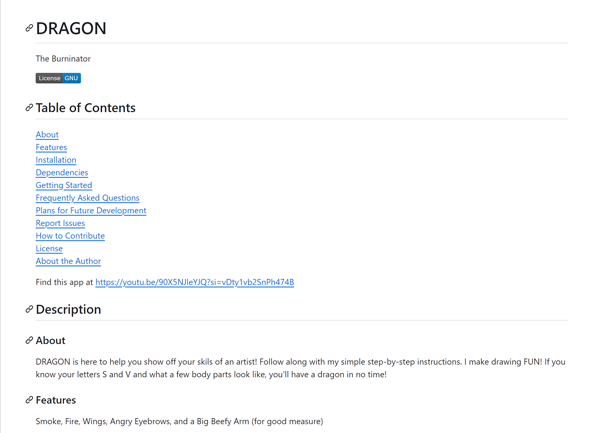 DRAGON
The Burninator
License GNU
Table of Contents
About
Features
Installation
Dependencies
Getting Started
Frequently Asked Questions
Plans for Future Development
Report Issues
How to Contribute
License
About the Author
Find this app at https://youtu.be/90X5NJleYJQ?si=vDty1vb2SnPh474B
Description
About
DRAGON is here to help you show off your skils of an artist! Follow along with my simple step-by-step instructions. I make drawing FUN! If you
know your letters S and V and what a few body parts look like, you'll have a dragon in no time!
Features
Smoke, Fire, Wings, Angry Eyebrows, and a Big Beefy Arm (for good measure)